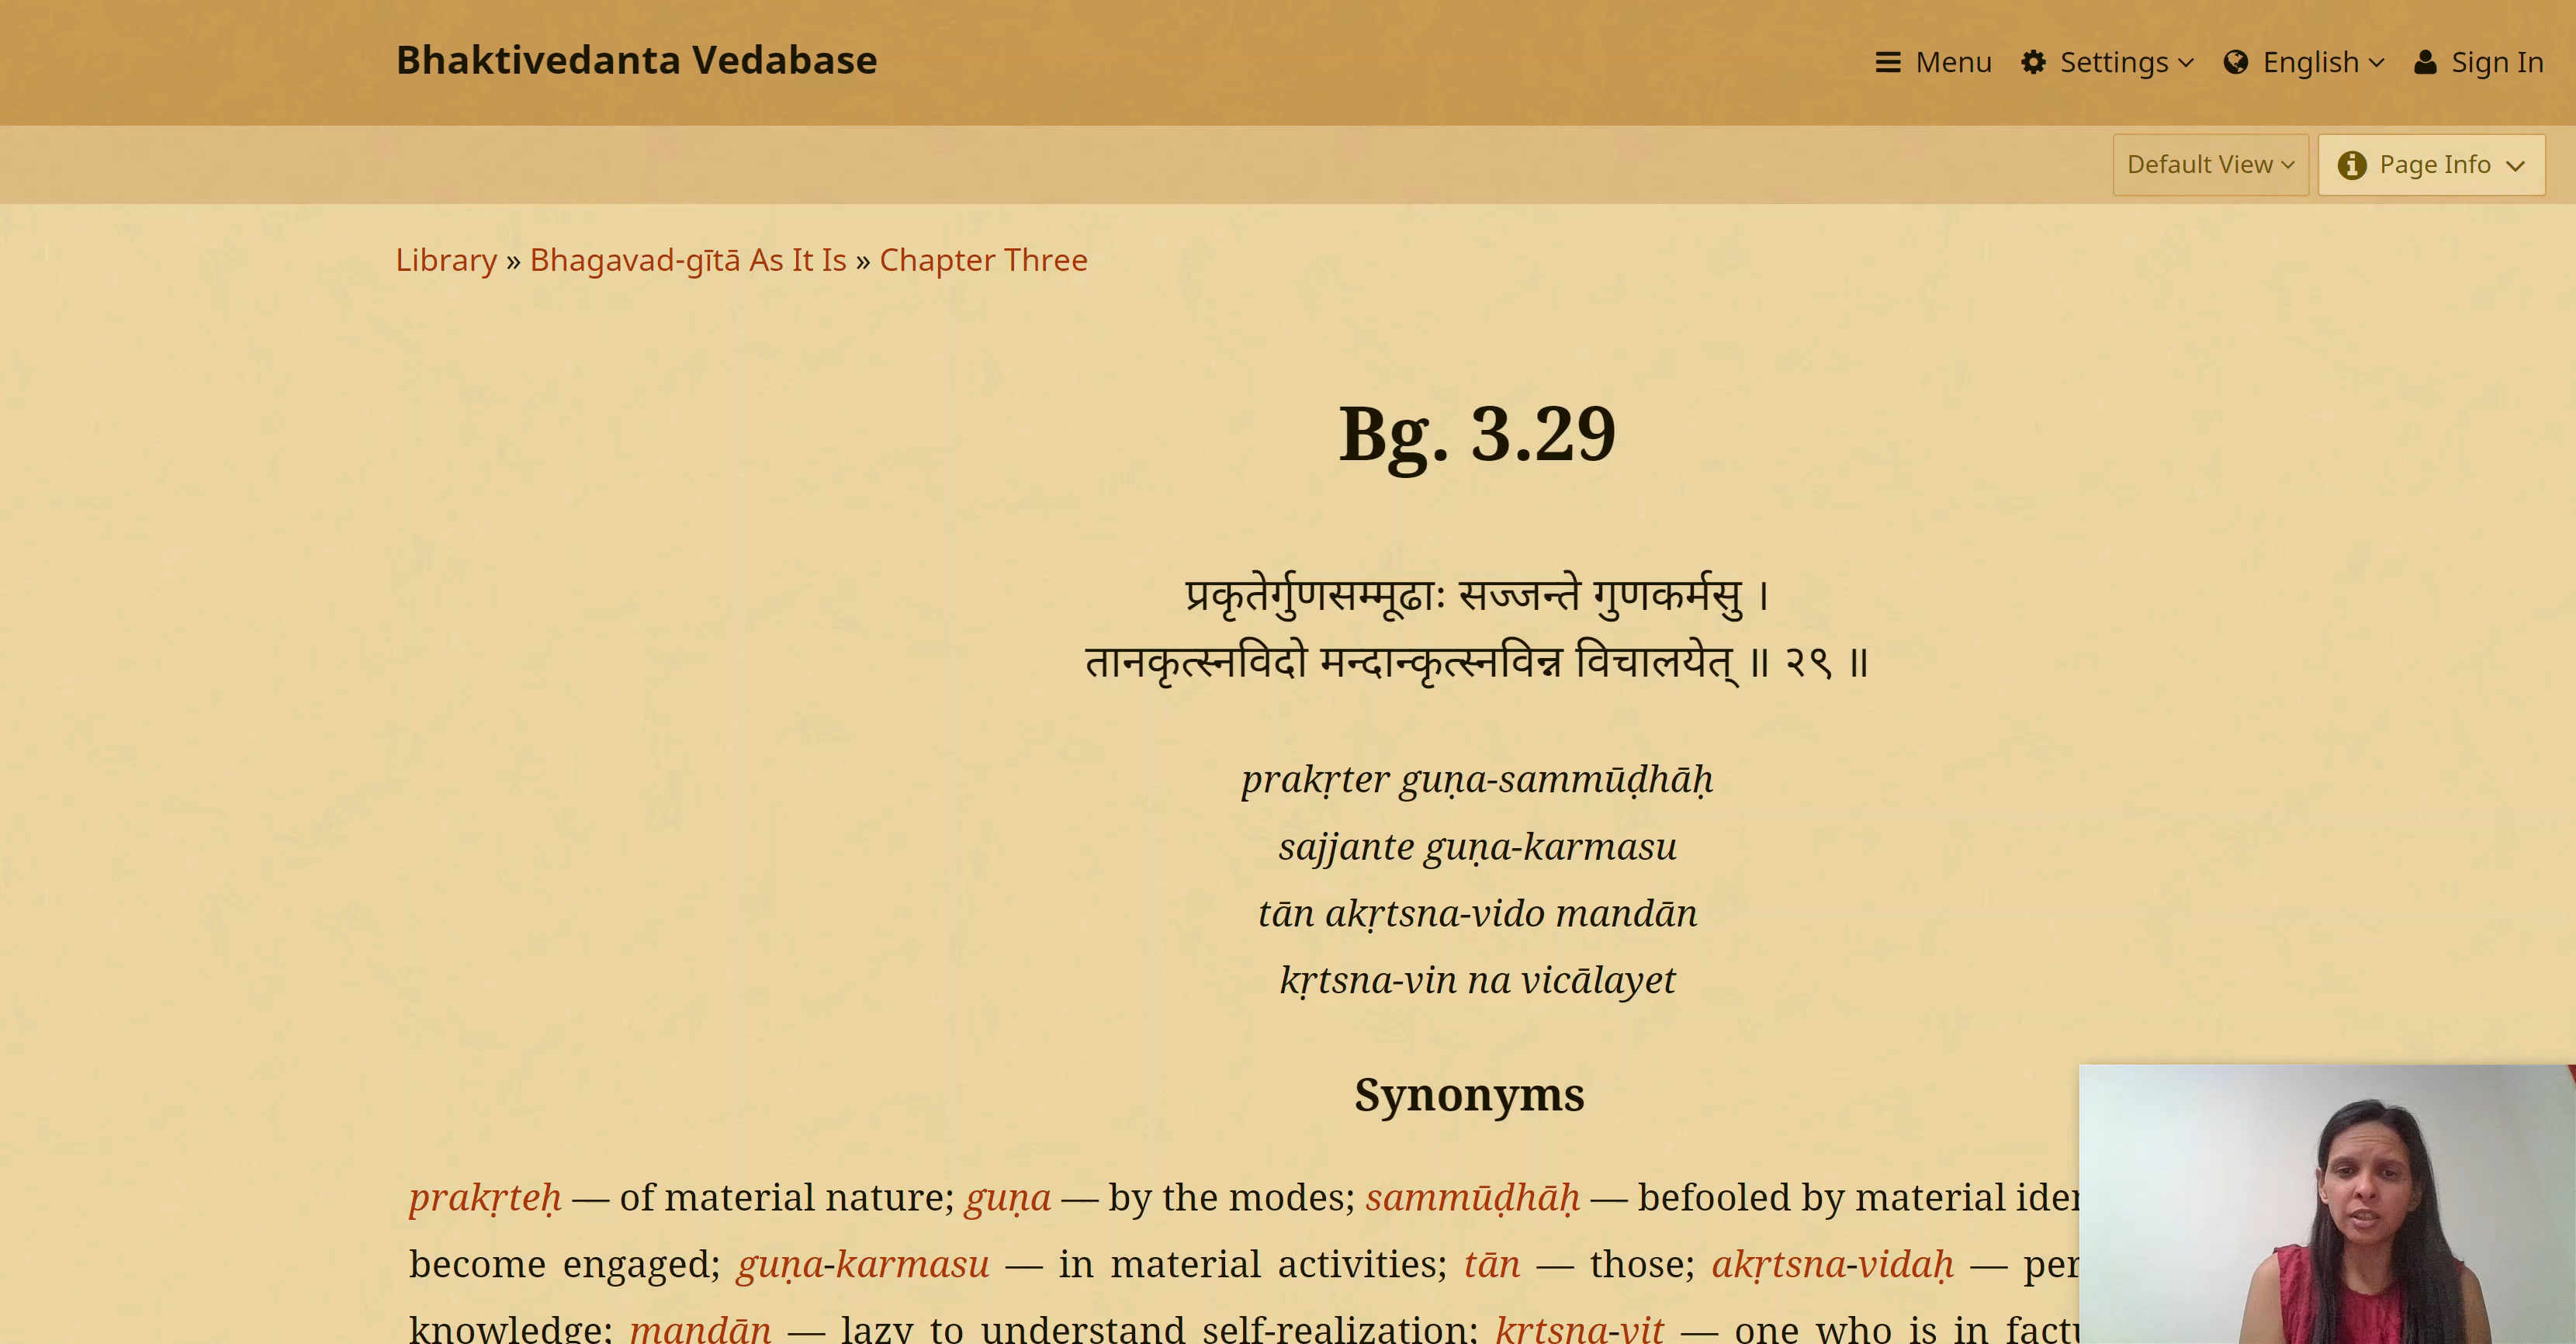 Bhaktivedanta Vedabase
Menu Settings English Sign In
Default View Page Info
Library » Bhagavad-gītā As It Is » Chapter Three
Bg. 3.29
प्रकृतेर्गुणसम्मूढाः सज्जन्ते गुणकर्मसु ।
तानकृत्स्नविदो मन्दान्कृत्स्नविन्न विचालयेत् ॥ २९ ॥
prakṛter guṇa-sammūḍhāḥ
sajjante guṇa-karmasu
tān akṛtsna-vido mandān
kṛtsna-vin na vicālayet
Synonyms
prakṛteḥ — of material nature; guṇa — by the modes; sammūḍhāḥ — befooled by material
become engaged; guṇa-karmasu — in material activities; tān — those; akṛtsna-vidaḥ —
knowledge; mandān — lazy to understand self-realization; kṛtsna-vit — one who is in